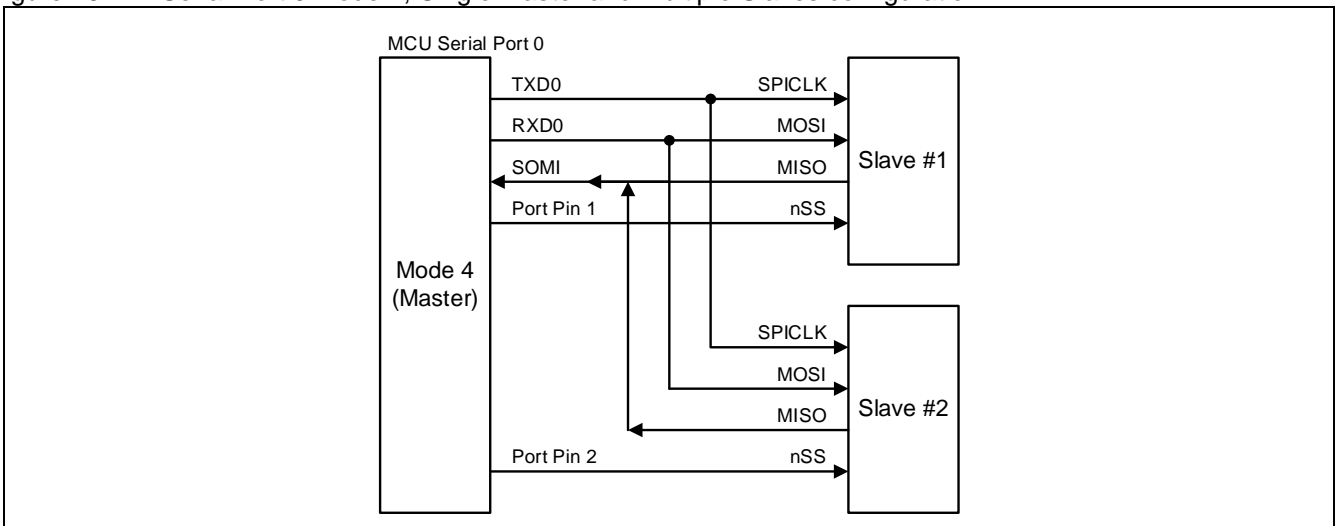 MCU Serial Port 0
TXD0 SPICLK
RXD0 MOSI
SOMI MISO
Slave #1
Port Pin 1 nSS
Mode 4
(Master)
SPICLK
MOSI
MISO
Slave #2
Port Pin 2 nSS